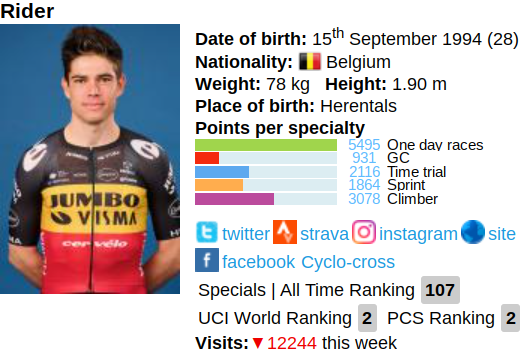 Rider
Date of birth: 15th September 1994 (28)
Nationality: Belgium
Weight: 78 kg Height: 1.90 m
Place of birth: Herentals
Points per specialty
5495 One day races
931 GC
2116 Time trial
1864 Sprint
3078 Climber
JUMBO
VISMA
cervélo
twitter strava instagram site
facebook Cyclo-cross
Specials | All Time Ranking 107
UCI World Ranking 2 PCS Ranking 2
Visits: ▼12244 this week